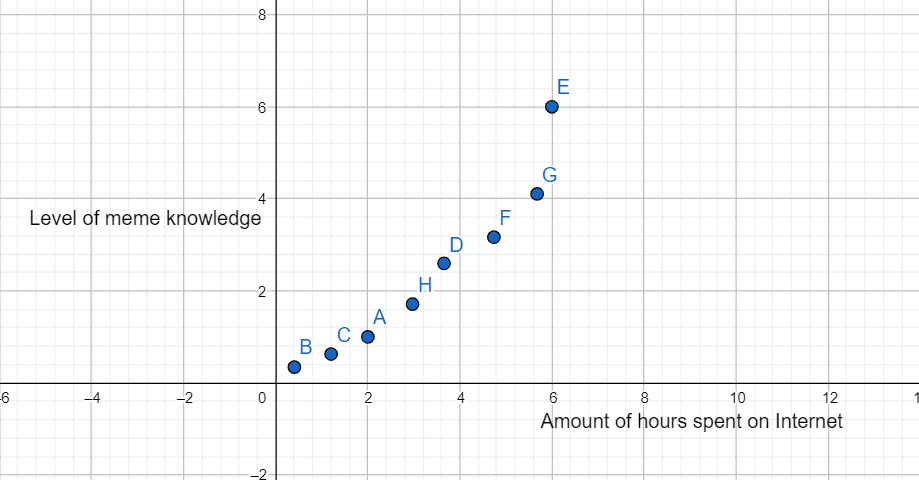 8
E
6
G
4
Level of meme knowledge
F
D
H
2
A
C
B
–4
–2
0
2
4
6
8
10
12
Amount of hours spent on Internet
–2